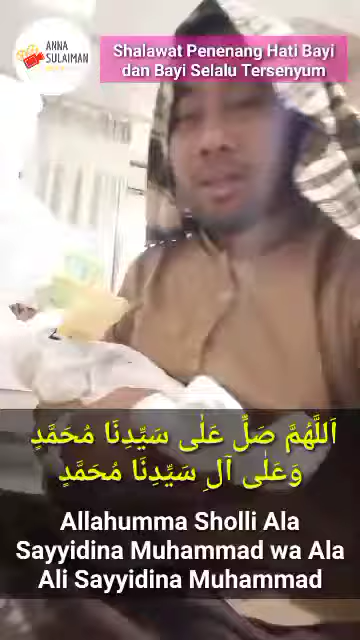 ANNA
SULAIMAN
Shalawat Penenang Hati Bayi
dan Bayi Selalu Tersenyum
اَللَّهُمَّ صَلِّ عَلٰى سَيِّدِنَا مُحَمَّدٍ
وَعَلٰى آلِ سَيِّدِنَا مُحَمَّدٍ
Allahumma Sholli Ala
Sayyidina Muhammad wa Ala
Ali Sayyidina Muhammad